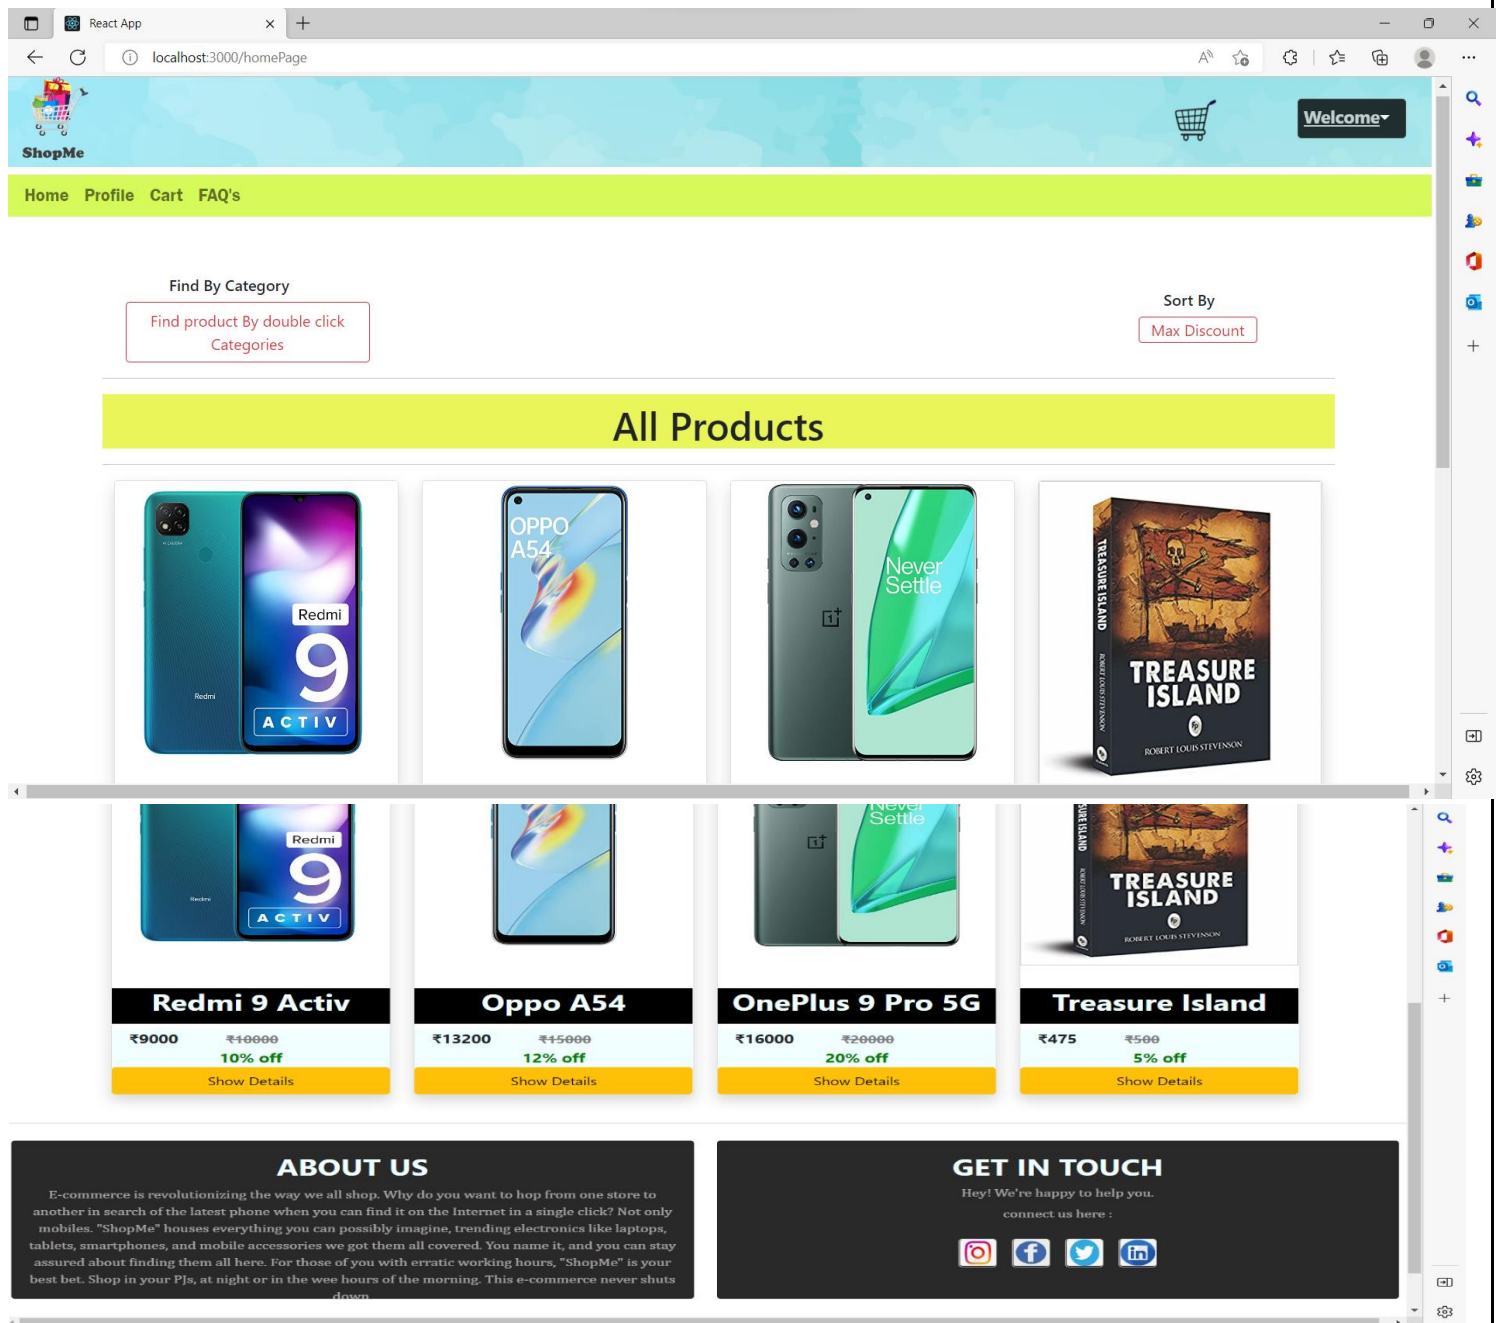 React App
localhost:3000/homePage
ShopMe
Welcome
Home Profile Cart FAQ's
Find By Category
Find product By double click
Categories
Sort By
Max Discount
All Products
Redmi
9
ACTIV
Redmi
OPPO
A54
Never
Settle
TREASURE ISLAND
ROBERT LOUIS STEVENSON
TREASURE
ISLAND
ROBERT LOUIS STEVENSON
Redmi
9
ACTIV
Redmi
Never
Settle
TREASURE
ISLAND
ROBERT LOUIS STEVENSON
Redmi 9 Activ
₹9000 ₹10000
10% off
Show Details
Oppo A54
₹13200 ₹15000
12% off
Show Details
OnePlus 9 Pro 5G
₹16000 ₹20000
20% off
Show Details
Treasure Island
₹475 ₹500
5% off
Show Details
ABOUT US
E-commerce is revolutionizing the way we all shop. Why do you want to hop from one store to
another in search of the latest phone when you can find it on the Internet in a single click? Not only
mobiles. "ShopMe" houses everything you can possibly imagine, trending electronics like laptops,
tablets, smartphones, and mobile accessories we got them all covered. You name it, and you can stay
assured about finding them all here. For those of you with erratic working hours, "ShopMe" is your
best bet. Shop in your PJs, at night or in the wee hours of the morning. This e-commerce never shuts
down
GET IN TOUCH
Hey! We're happy to help you.
connect us here :